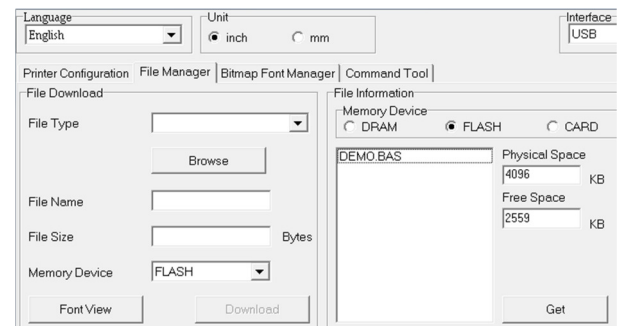 Language
English
Unit
inch
mm
Interface
USB
Printer Configuration
File Manager
Bitmap Font Manager
Command Tool
File Download
File Type
Browse
File Name
File Size
Bytes
Memory Device
FLASH
Font View
Download
File Information
Memory Device
DRAM
FLASH
CARD
DEMO.BAS
Physical Space
4096
KB
Free Space
2559
KB
Get